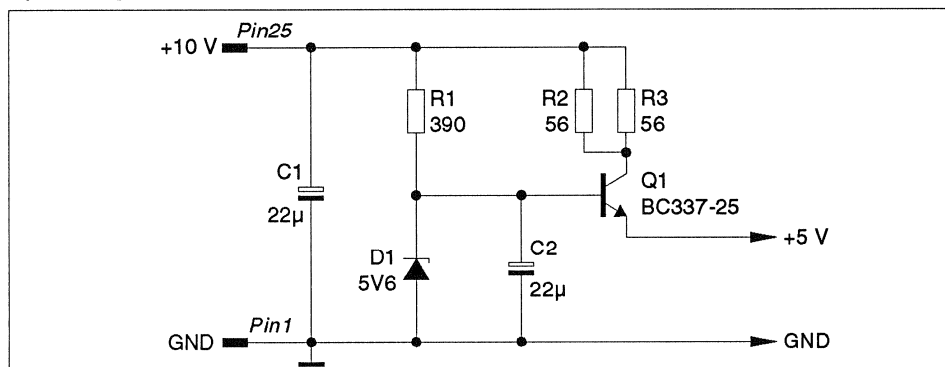 Pin25
+10 V
R1
390
R2
56
R3
56
C1
22µ
Q1
BC337-25
+5 V
D1
5V6
C2
22µ
Pin1
GND
GND